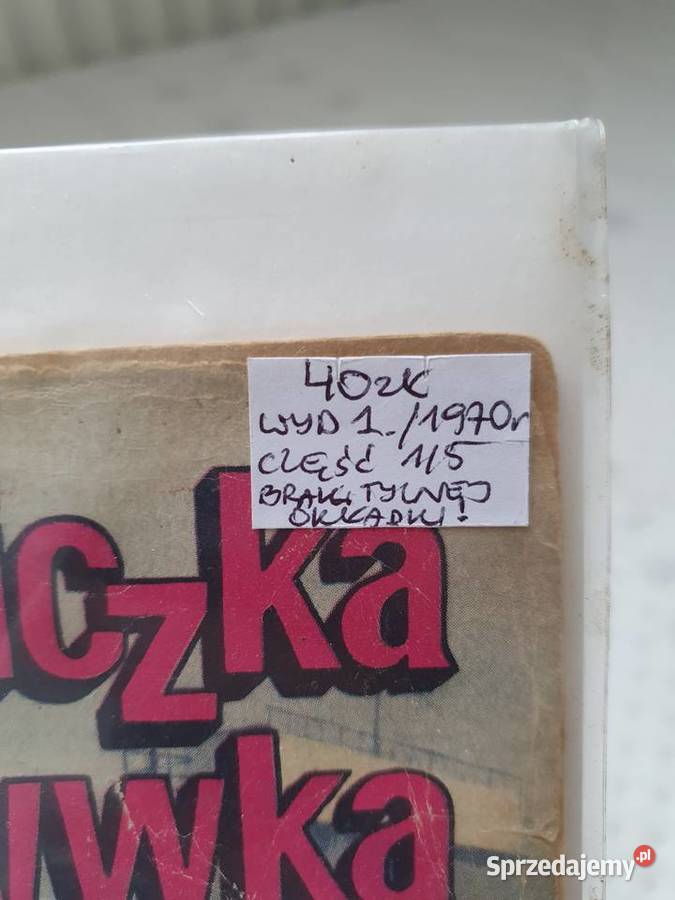 40zł
WYD 1./1970r
CZĘŚĆ 1/5
BRAK TYLNEJ
OKŁADKI!
czka
wka
Sprzedajemy.pl